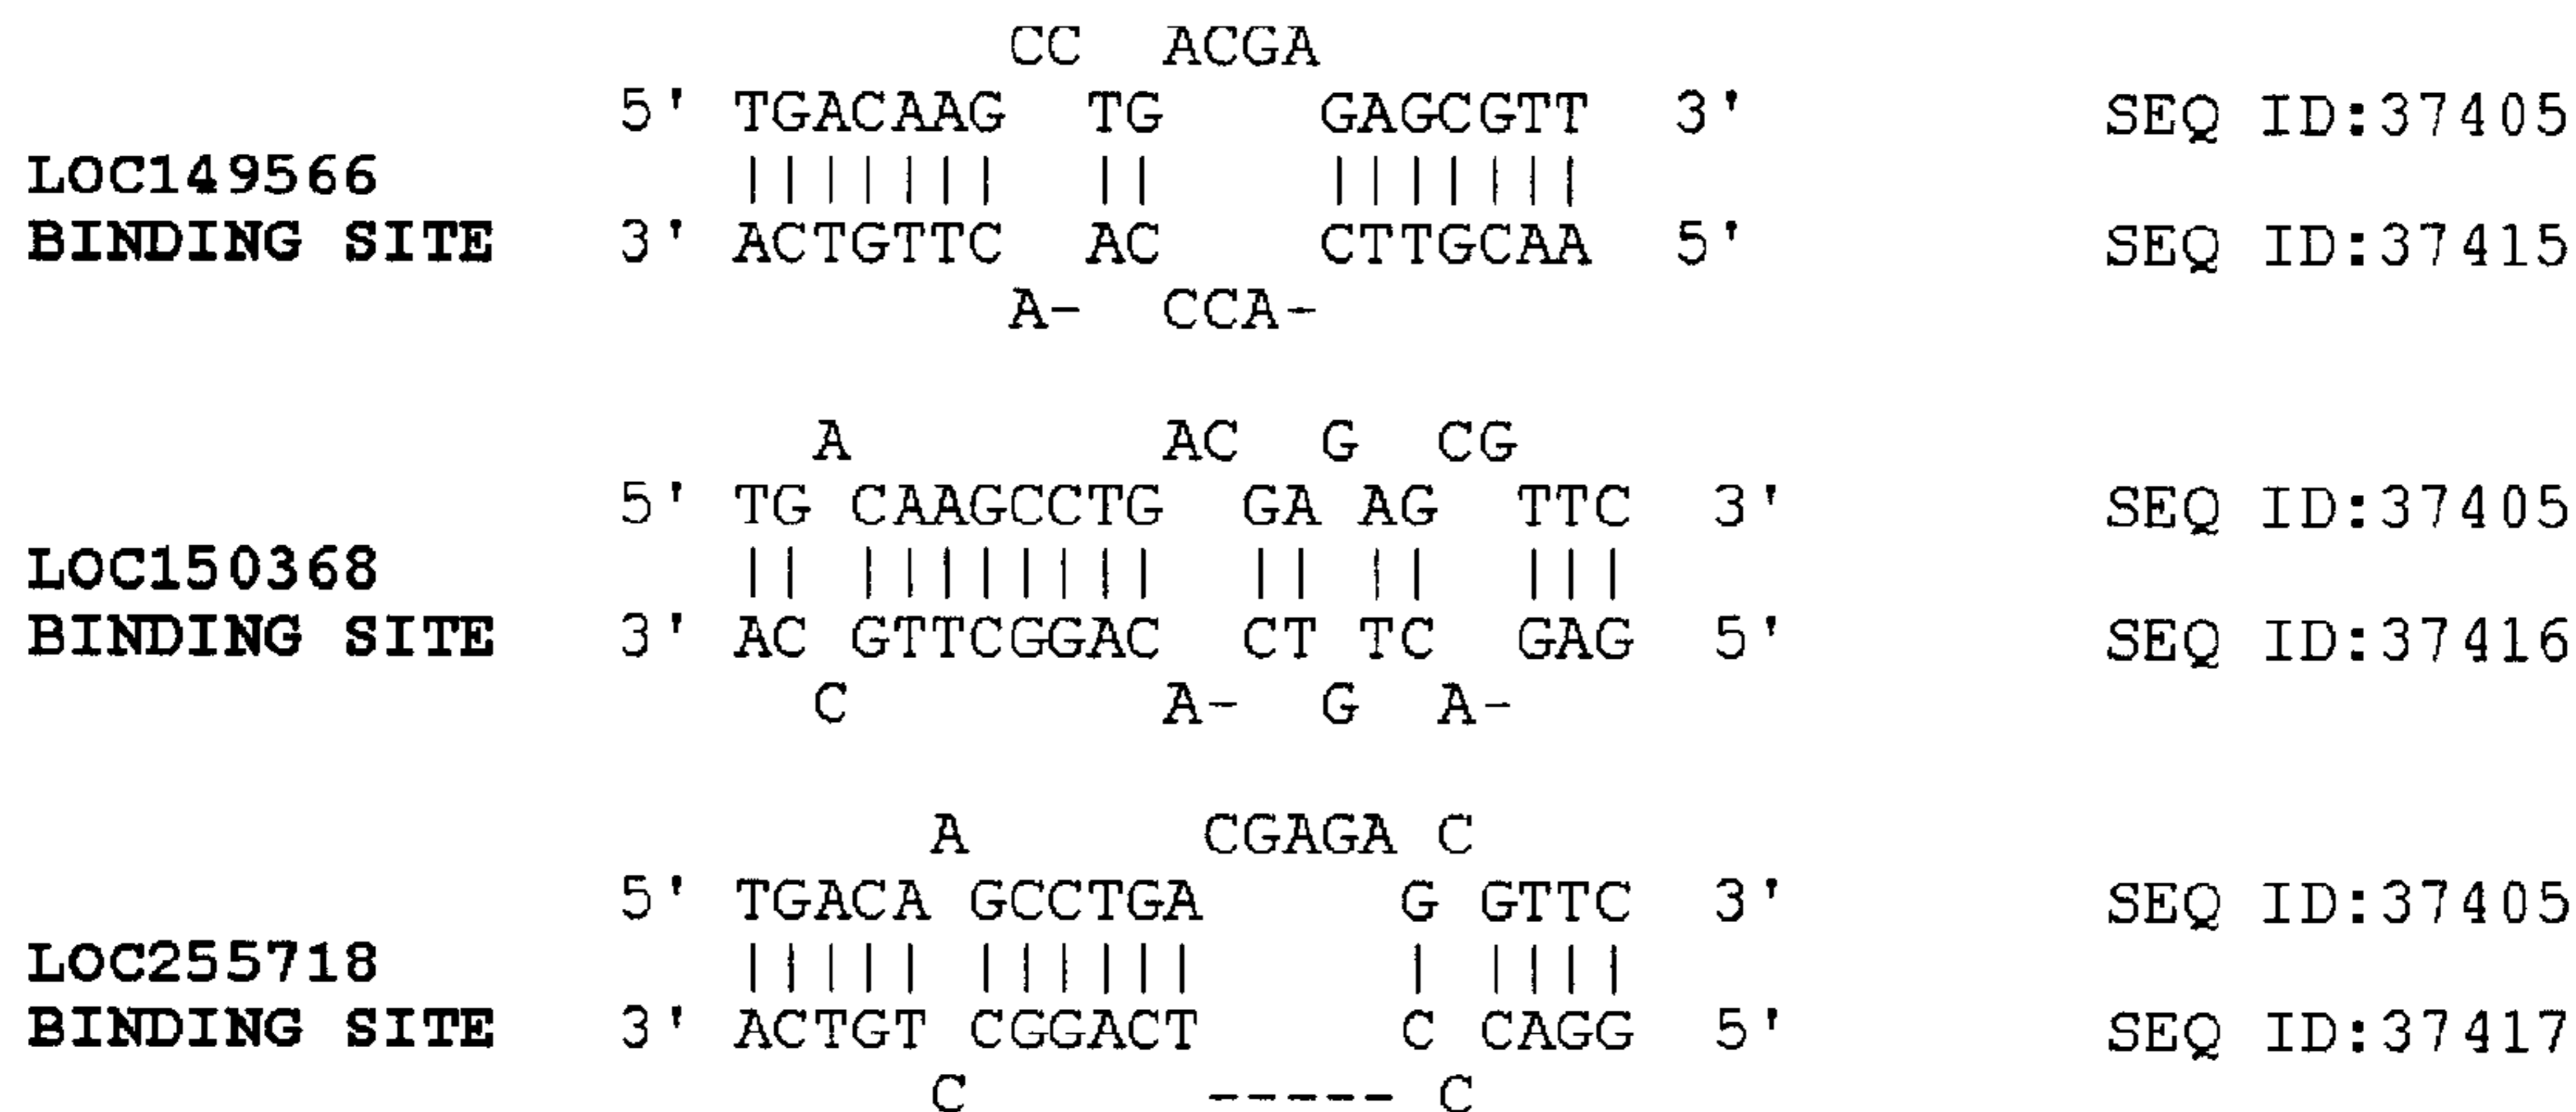 CC ACGA
5' TGACAAG TG GAGCGTT 3' SEQ ID:37405
LOC149566
BINDING SITE 3' ACTGTTC AC CTTGCAA 5' SEQ ID:37415
A- CCA-
A AC G CG
5' TG CAAGCCTG GA AG TTC 3' SEQ ID:37405
LOC150368
BINDING SITE 3' AC GTTCGGAC CT TC GAG 5' SEQ ID:37416
C A- G A-
A CGAGA C
5' TGACA GCCTGA G GTTC 3' SEQ ID:37405
LOC255718
BINDING SITE 3' ACTGT CGGACT C CAGG 5' SEQ ID:37417
C ----- C